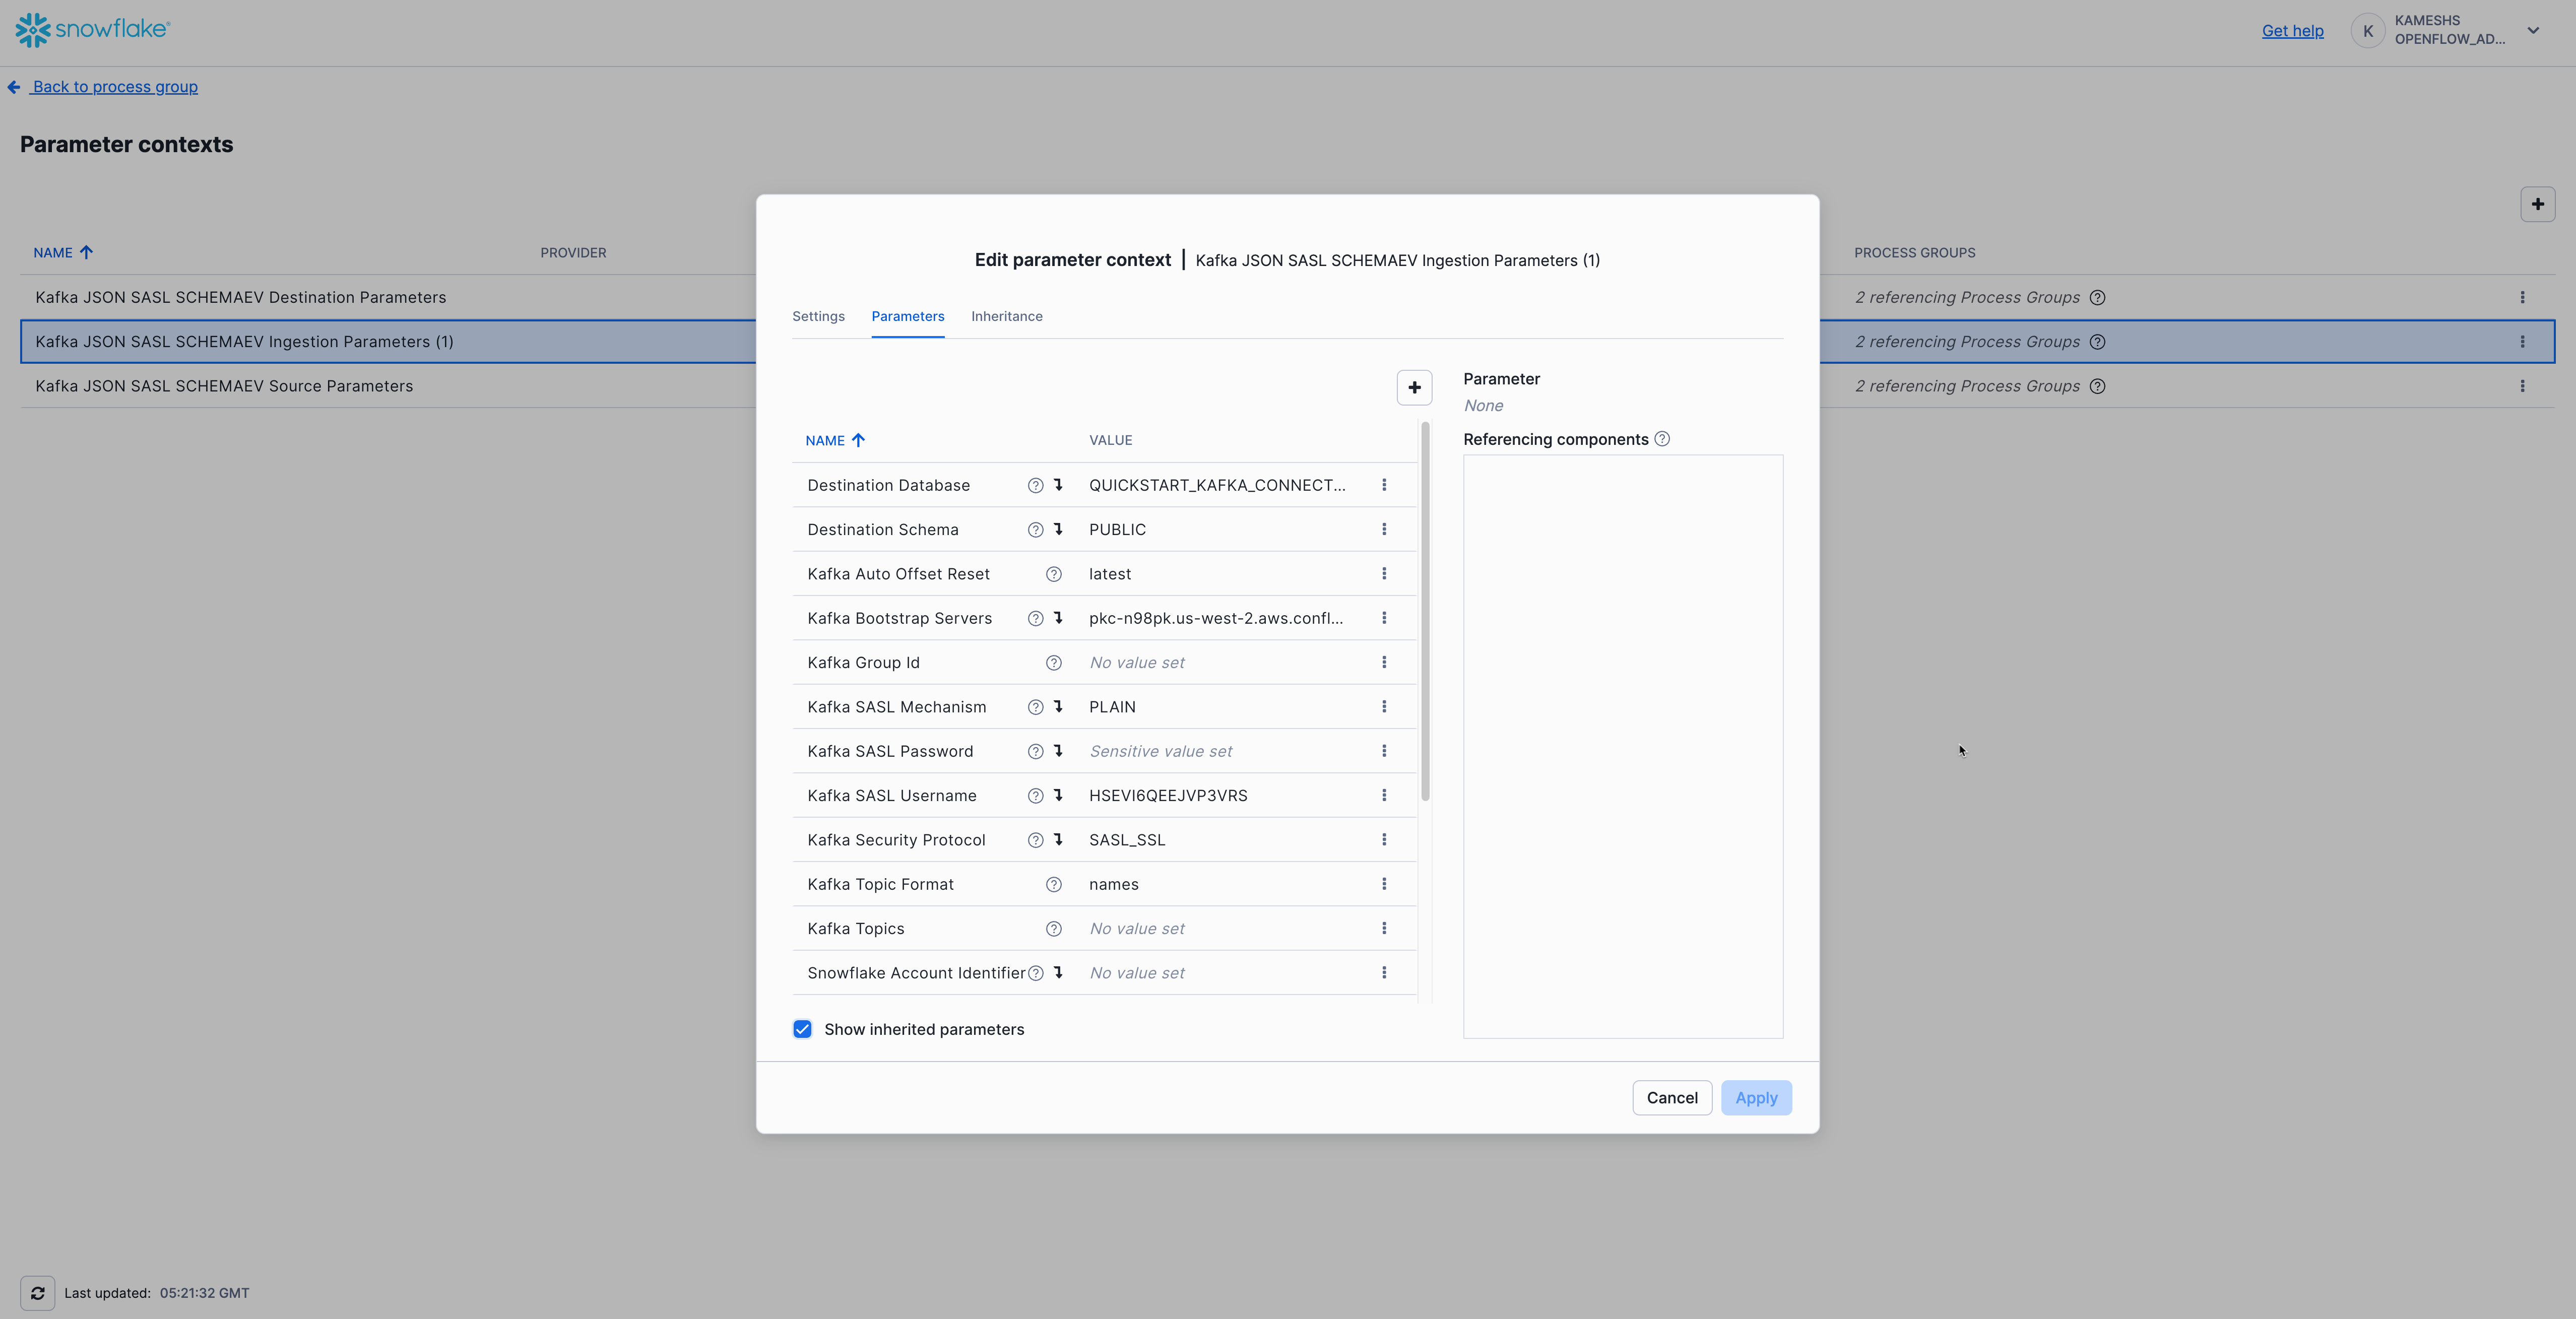 snowflake®
Get help
K
KAMESHS
OPENFLOW_AD...
Back to process group
Parameter contexts
NAME PROVIDER PROCESS GROUPS
Kafka JSON SASL SCHEMAEV Destination Parameters 2 referencing Process Groups
Kafka JSON SASL SCHEMAEV Ingestion Parameters (1) 2 referencing Process Groups
Kafka JSON SASL SCHEMAEV Source Parameters 2 referencing Process Groups
Edit parameter context | Kafka JSON SASL SCHEMAEV Ingestion Parameters (1)
Settings Parameters Inheritance
NAME VALUE
Destination Database QUICKSTART_KAFKA_CONNECT...
Destination Schema PUBLIC
Kafka Auto Offset Reset latest
Kafka Bootstrap Servers pkc-n98pk.us-west-2.aws.confl...
Kafka Group Id No value set
Kafka SASL Mechanism PLAIN
Kafka SASL Password Sensitive value set
Kafka SASL Username HSEVI6QEEJVP3VRS
Kafka Security Protocol SASL_SSL
Kafka Topic Format names
Kafka Topics No value set
Snowflake Account Identifier No value set
Show inherited parameters
Parameter
None
Referencing components
Cancel Apply
Last updated: 05:21:32 GMT